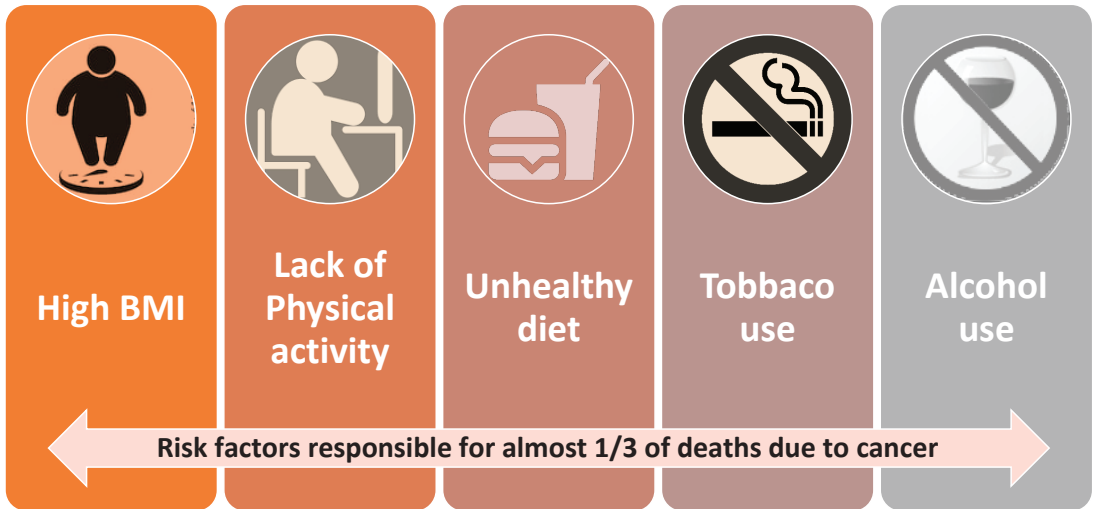 High BMI
Lack of
Physical
activity
Unhealthy
diet
Tobbaco
use
Alcohol
use
Risk factors responsible for almost 1/3 of deaths due to cancer